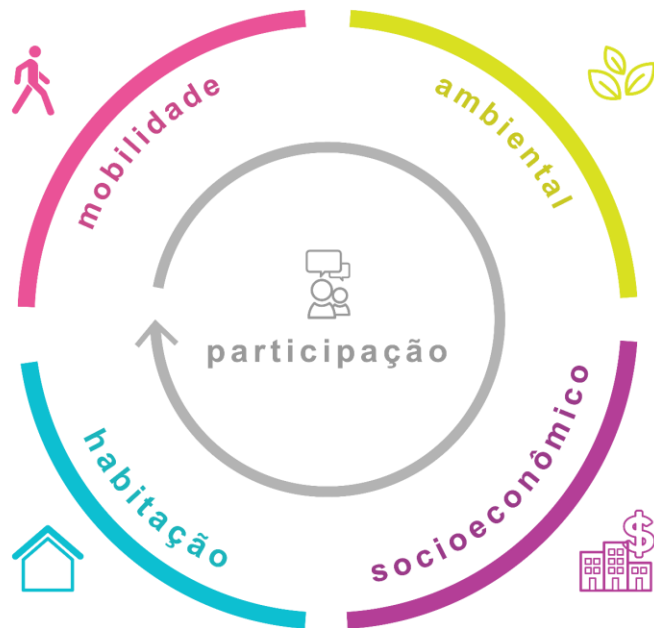 mobilidade
ambiental
participação
habitação
socioeconômico